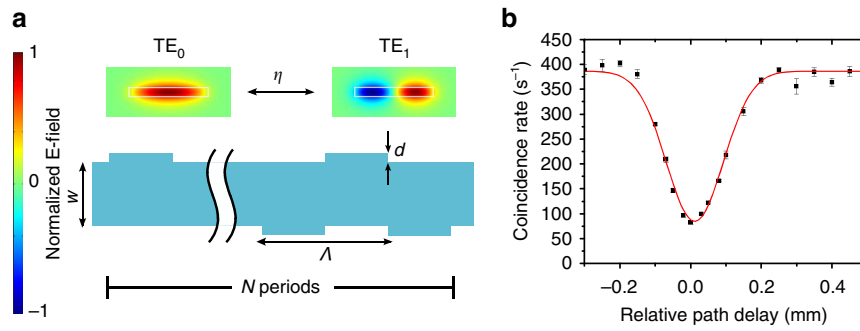 a
TE0
TE1
η
Normalized E-field
1
0
−1
d
w
Λ
N periods
b
Coincidence rate (s−1)
450
400
350
300
250
200
150
100
50
0
−0.2
0.0
0.2
0.4
Relative path delay (mm)